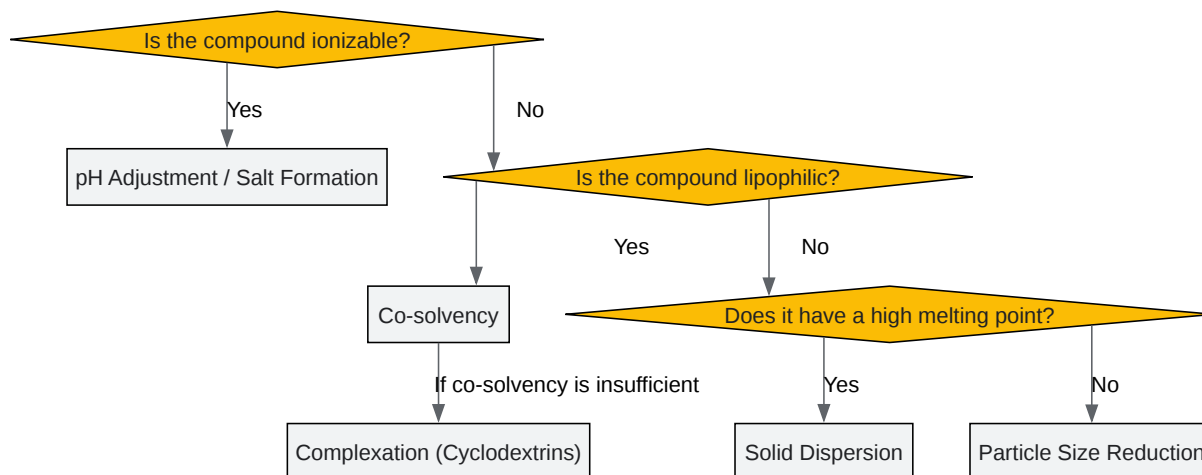 Is the compound ionizable?
Yes
No
pH Adjustment / Salt Formation
Is the compound lipophilic?
Yes
No
Co-solvency
Does it have a high melting point?
If co-solvency is insufficient
Yes
No
Complexation (Cyclodextrins)
Solid Dispersion
Particle Size Reduction